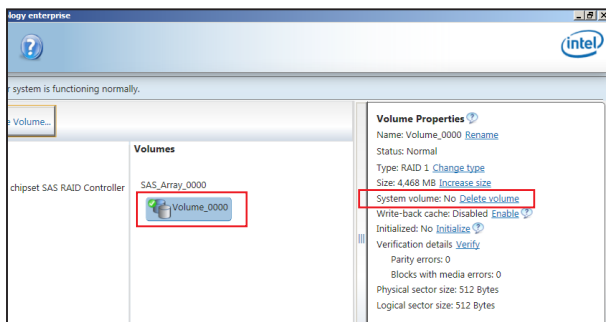 logy enterprise
intel
r system is functioning normally.
e Volume...
chipset SAS RAID Controller
Volumes
SAS_Array_0000
Volume_0000
Volume Properties
Name: Volume_0000 Rename
Status: Normal
Type: RAID 1 Change type
Size: 4,468 MB Increase size
System volume: No Delete volume
Write-back cache: Disabled Enable
Initialized: No Initialize
Verification details Verify
Parity errors: 0
Blocks with media errors: 0
Physical sector size: 512 Bytes
Logical sector size: 512 Bytes